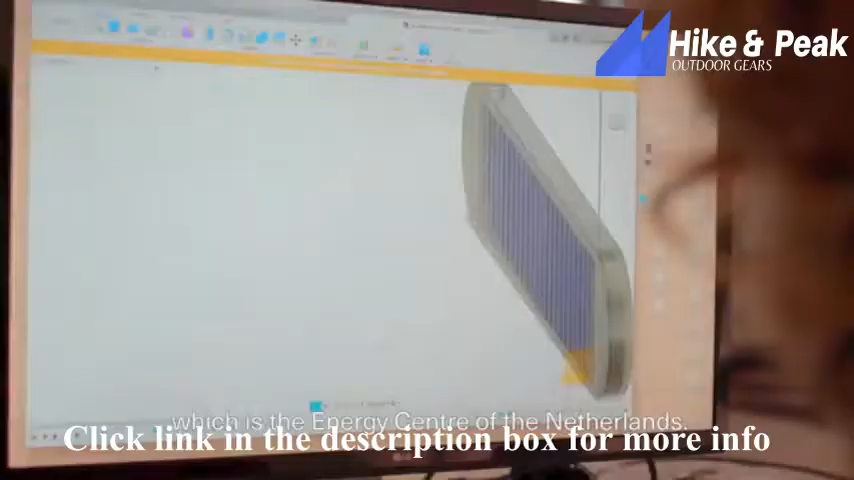 Hike & Peak
OUTDOOR GEARS
which is the Energy Centre of the Netherlands.
Click link in the description box for more info